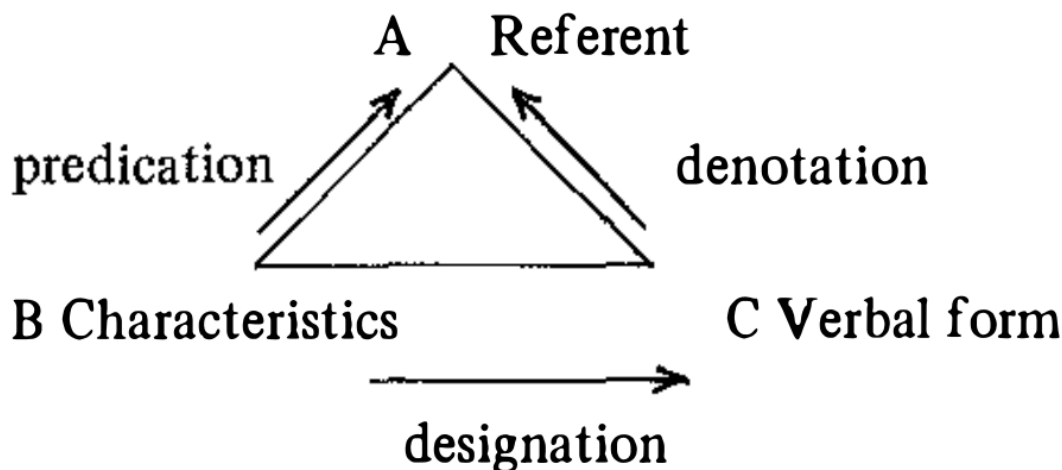 A Referent
predication
denotation
B Characteristics
C Verbal form
designation